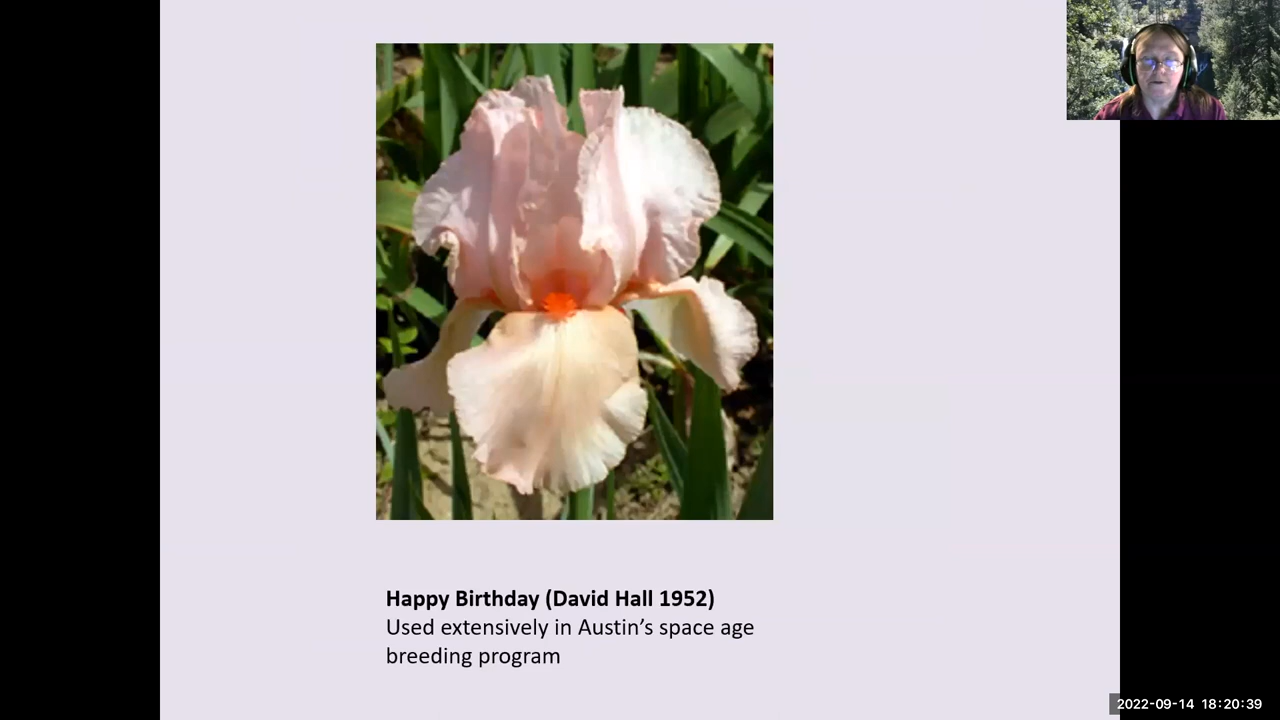 Happy Birthday (David Hall 1952)
Used extensively in Austin’s space age
breeding program
2022-09-14 18:20:39